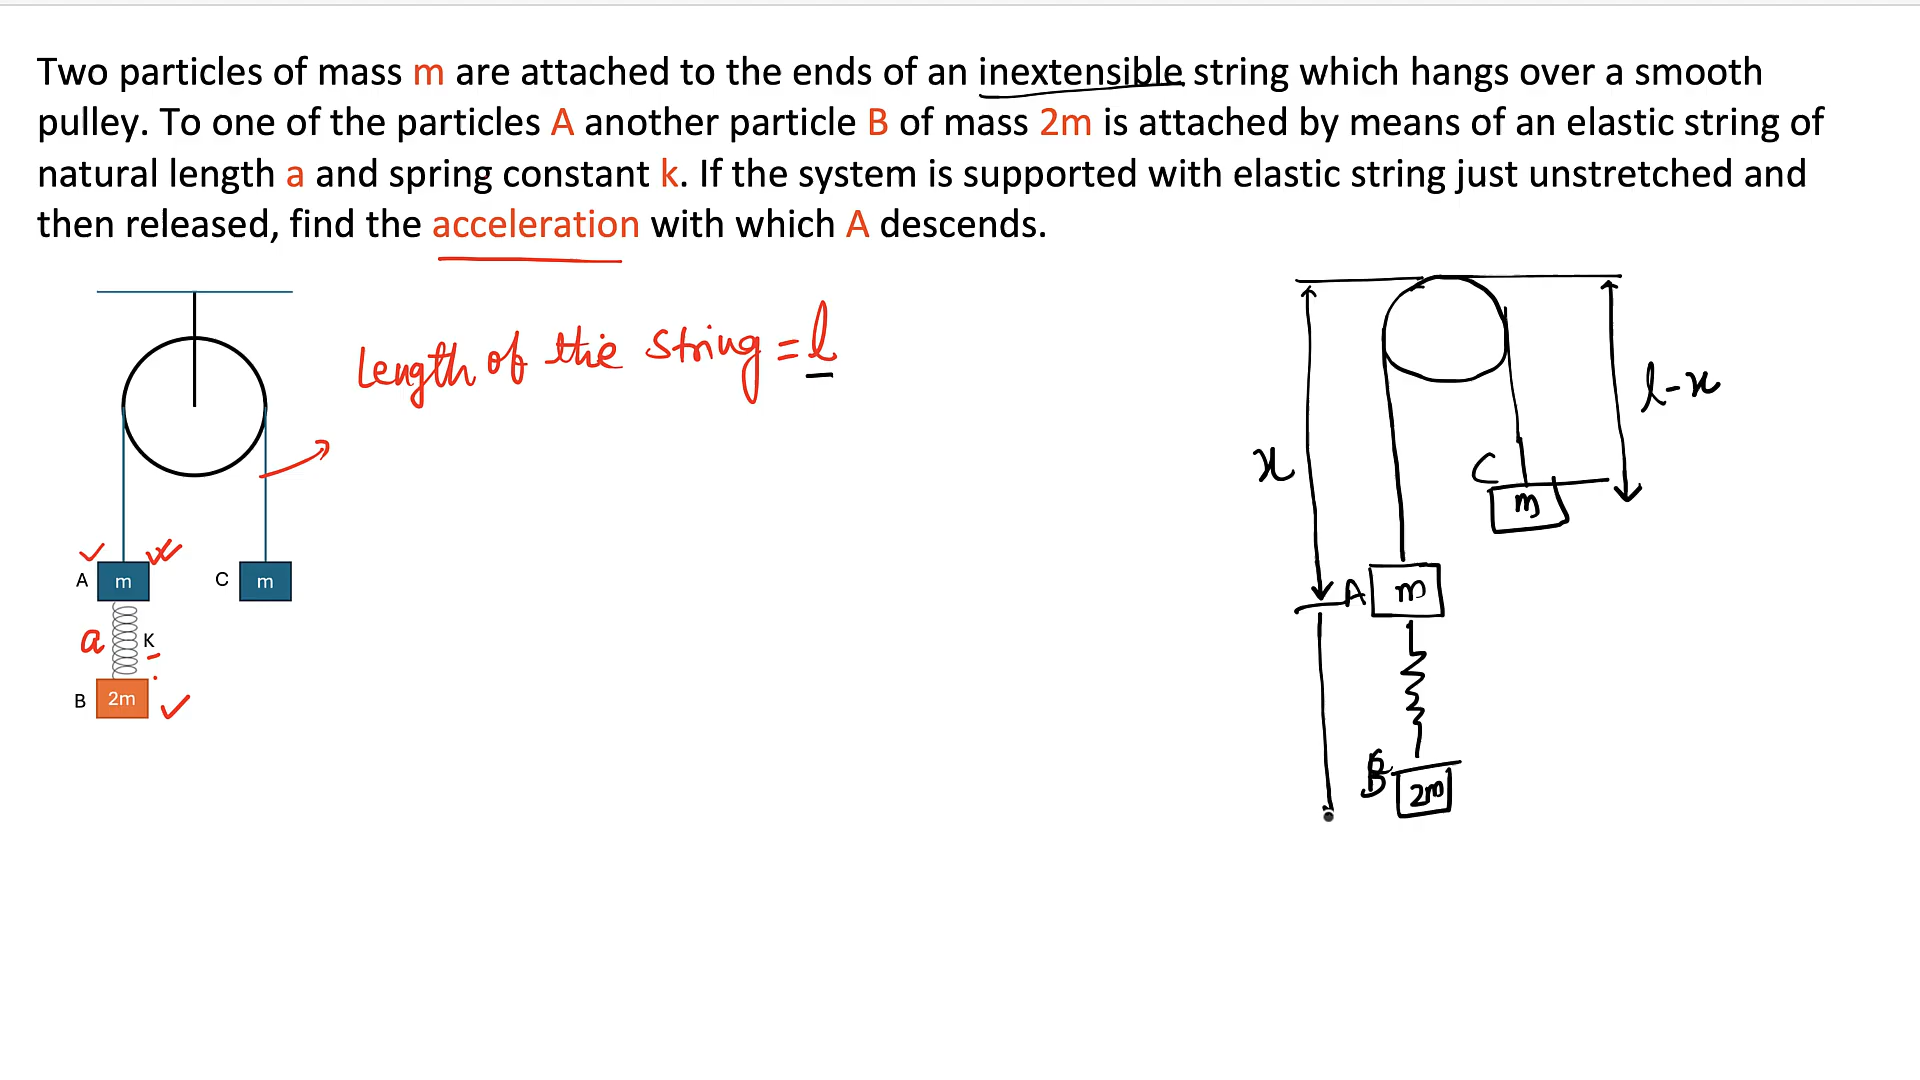 Two particles of mass m are attached to the ends of an inextensible string which hangs over a smooth
pulley. To one of the particles A another particle B of mass 2m is attached by means of an elastic string of
natural length a and spring constant k. If the system is supported with elastic string just unstretched and
then released, find the acceleration with which A descends.
Length of the string = l
A m
C m
a K
B 2m
x
l-x
C m
A m
B 2m